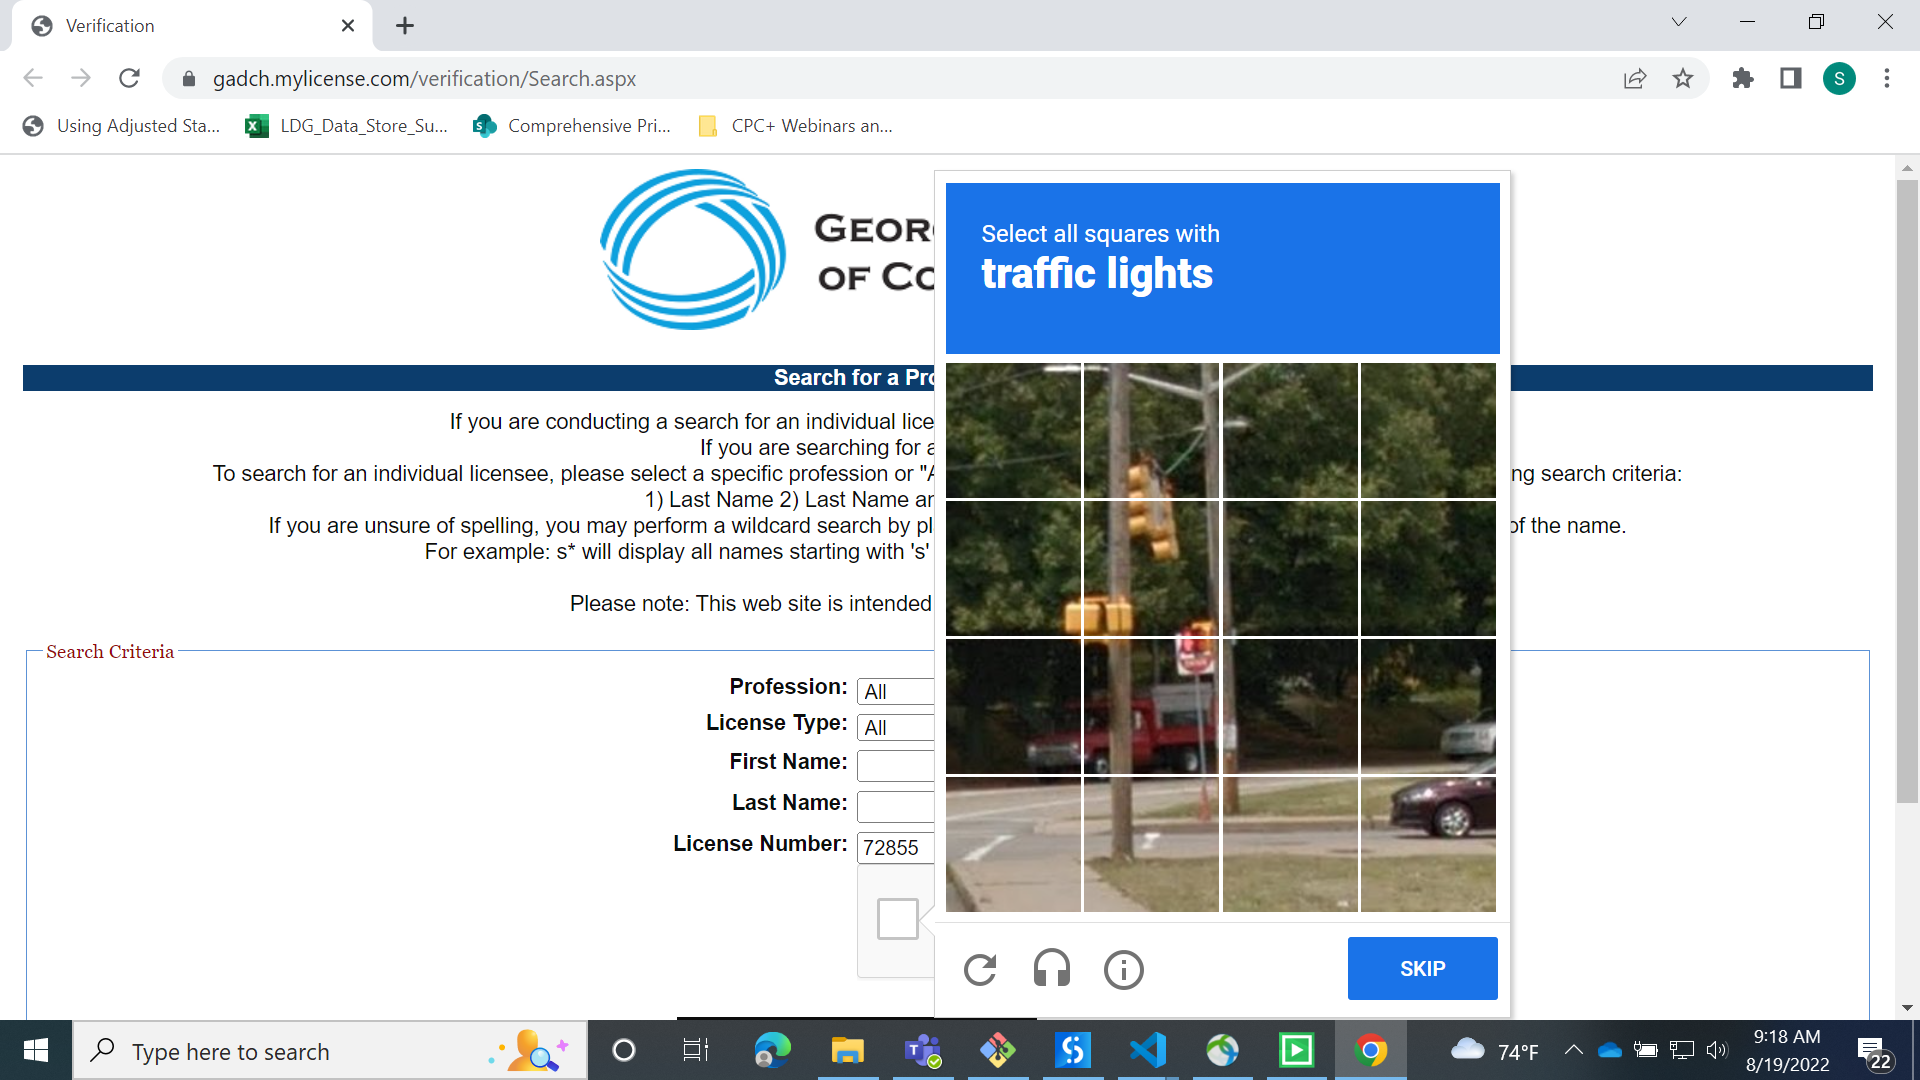 Verification
gadch.mylicense.com/verification/Search.aspx
S
Using Adjusted Sta...
LDG_Data_Store_Su...
Comprehensive Pri...
CPC+ Webinars an...
GEOR
OF CO
Select all squares with
traffic lights
Search for a Pro
If you are conducting a search for an individual lice
If you are searching for a
To search for an individual licensee, please select a specific profession or "A
ng search criteria:
1) Last Name 2) Last Name an
If you are unsure of spelling, you may perform a wildcard search by pl
of the name.
For example: s* will display all names starting with 's'
Please note: This web site is intended
Search Criteria
Profession: All
License Type: All
First Name:
Last Name:
License Number: 72855
SKIP
Type here to search
74°F
9:18 AM
8/19/2022
22